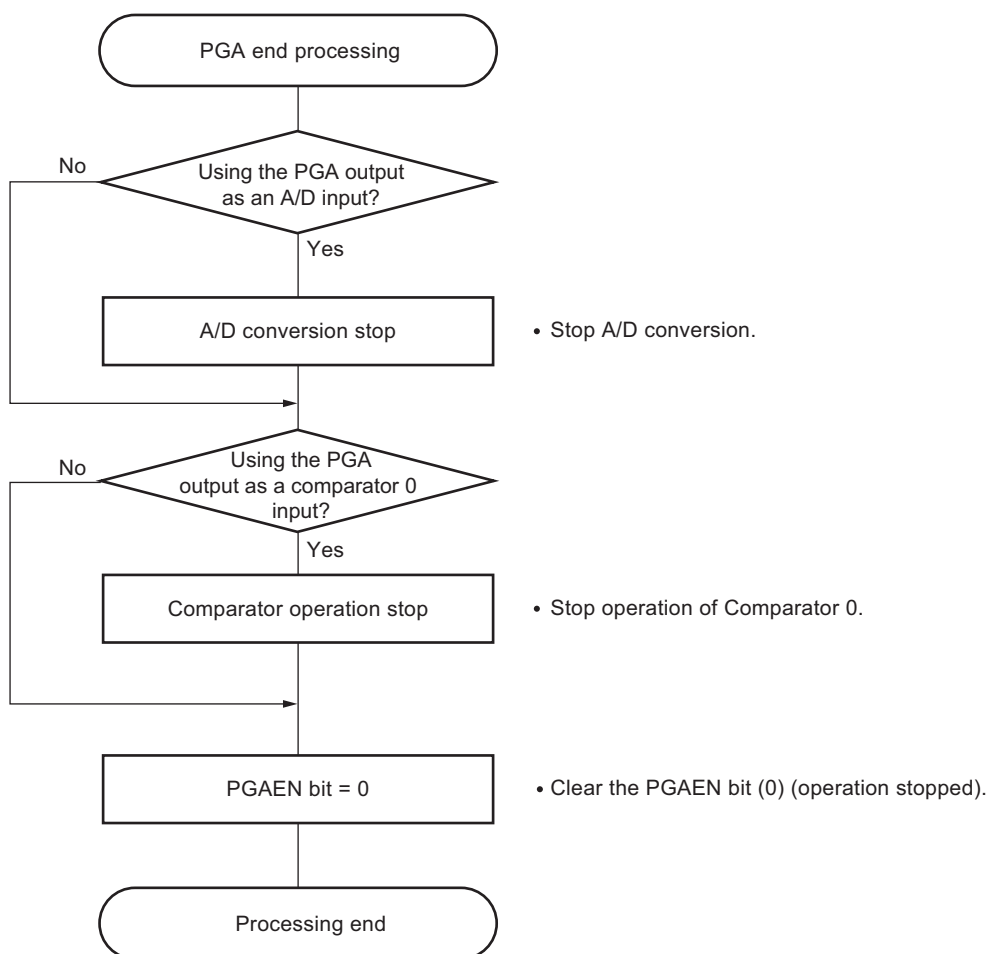 PGA end processing
No
Using the PGA output
as an A/D input?
Yes
A/D conversion stop
• Stop A/D conversion.
No
Using the PGA
output as a comparator 0
input?
Yes
Comparator operation stop
• Stop operation of Comparator 0.
PGAEN bit = 0
• Clear the PGAEN bit (0) (operation stopped).
Processing end